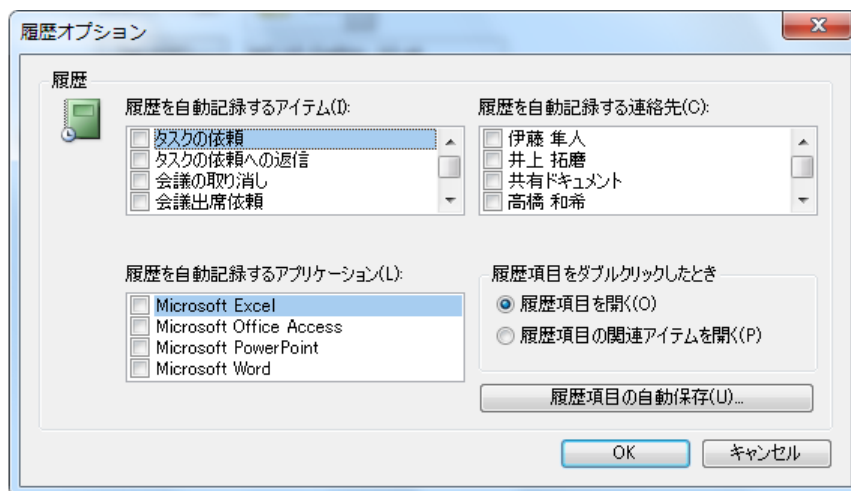 履歴オプション
履歴
履歴を自動記録するアイテム(I):
タスクの依頼
タスクの依頼への返信
会議の取り消し
会議出席依頼
履歴を自動記録する連絡先(C):
伊藤 隼人
井上 拓磨
共有ドキュメント
高橋 和希
履歴を自動記録するアプリケーション(L):
Microsoft Excel
Microsoft Office Access
Microsoft PowerPoint
Microsoft Word
履歴項目をダブルクリックしたとき
履歴項目を開く(O)
履歴項目の関連アイテムを開く(P)
履歴項目の自動保存(U)...
OK
キャンセル